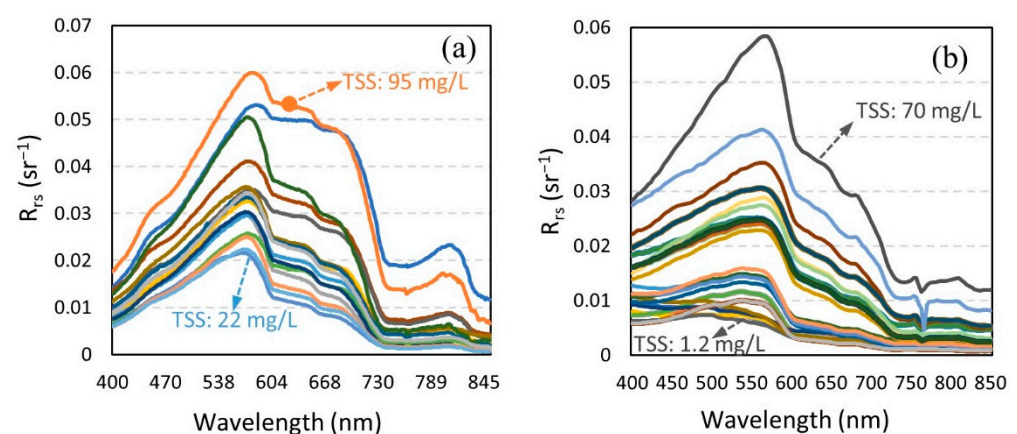 (a)
R_rs (sr⁻¹)
0.07
0.06
0.05
0.04
0.03
0.02
0.01
0
TSS: 95 mg/L
TSS: 22 mg/L
400 470 538 604 668 730 789 845
Wavelength (nm)
(b)
R_rs (sr⁻¹)
0.06
0.05
0.04
0.03
0.02
0.01
0
TSS: 70 mg/L
TSS: 1.2 mg/L
400 450 500 550 600 650 700 750 800 850
Wavelength (nm)